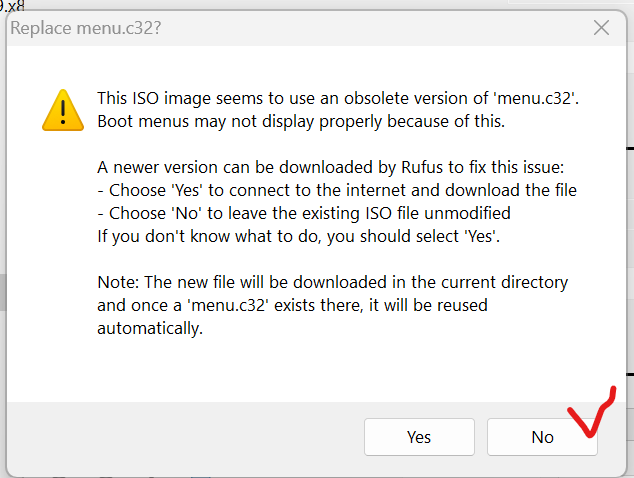 9.x8
Replace menu.c32?
This ISO image seems to use an obsolete version of 'menu.c32'.
Boot menus may not display properly because of this.
A newer version can be downloaded by Rufus to fix this issue:
- Choose 'Yes' to connect to the internet and download the file
- Choose 'No' to leave the existing ISO file unmodified
If you don't know what to do, you should select 'Yes'.
Note: The new file will be downloaded in the current directory
and once a 'menu.c32' exists there, it will be reused
automatically.
Yes
No